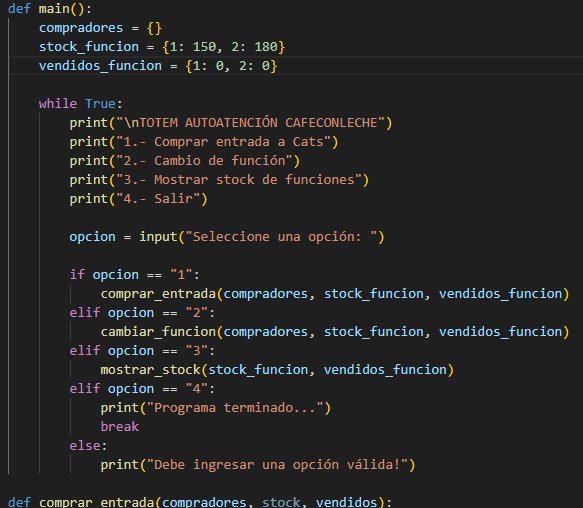 def main():
    compradores = {}
    stock_funcion = {1: 150, 2: 180}
    vendidos_funcion = {1: 0, 2: 0}
    while True:
        print("\nTOTEM AUTOATENCIÓN CAFECONLECHE")
        print("1.- Comprar entrada a Cats")
        print("2.- Cambio de función")
        print("3.- Mostrar stock de funciones")
        print("4.- Salir")
        opcion = input("Seleccione una opción: ")
        if opcion == "1":
            comprar_entrada(compradores, stock_funcion, vendidos_funcion)
        elif opcion == "2":
            cambiar_funcion(compradores, stock_funcion, vendidos_funcion)
        elif opcion == "3":
            mostrar_stock(stock_funcion, vendidos_funcion)
        elif opcion == "4":
            print("Programa terminado...")
            break
        else:
            print("Debe ingresar una opción válida!")
def comprar_entrada(compradores, stock, vendidos):